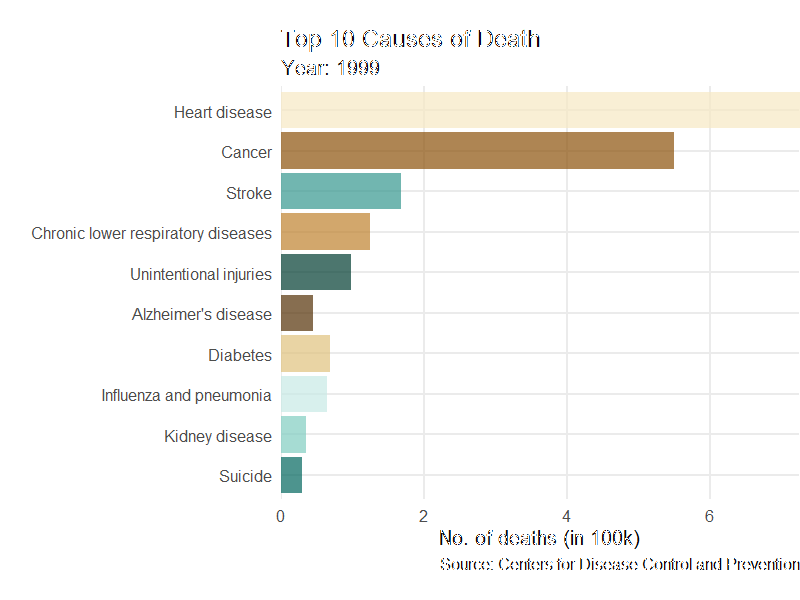 Top 10 Causes of Death
Year: 1999
Heart disease
Cancer
Stroke
Chronic lower respiratory diseases
Unintentional injuries
Alzheimer's disease
Diabetes
Influenza and pneumonia
Kidney disease
Suicide
0 2 4 6
No. of deaths (in 100k)
Source: Centers for Disease Control and Prevention